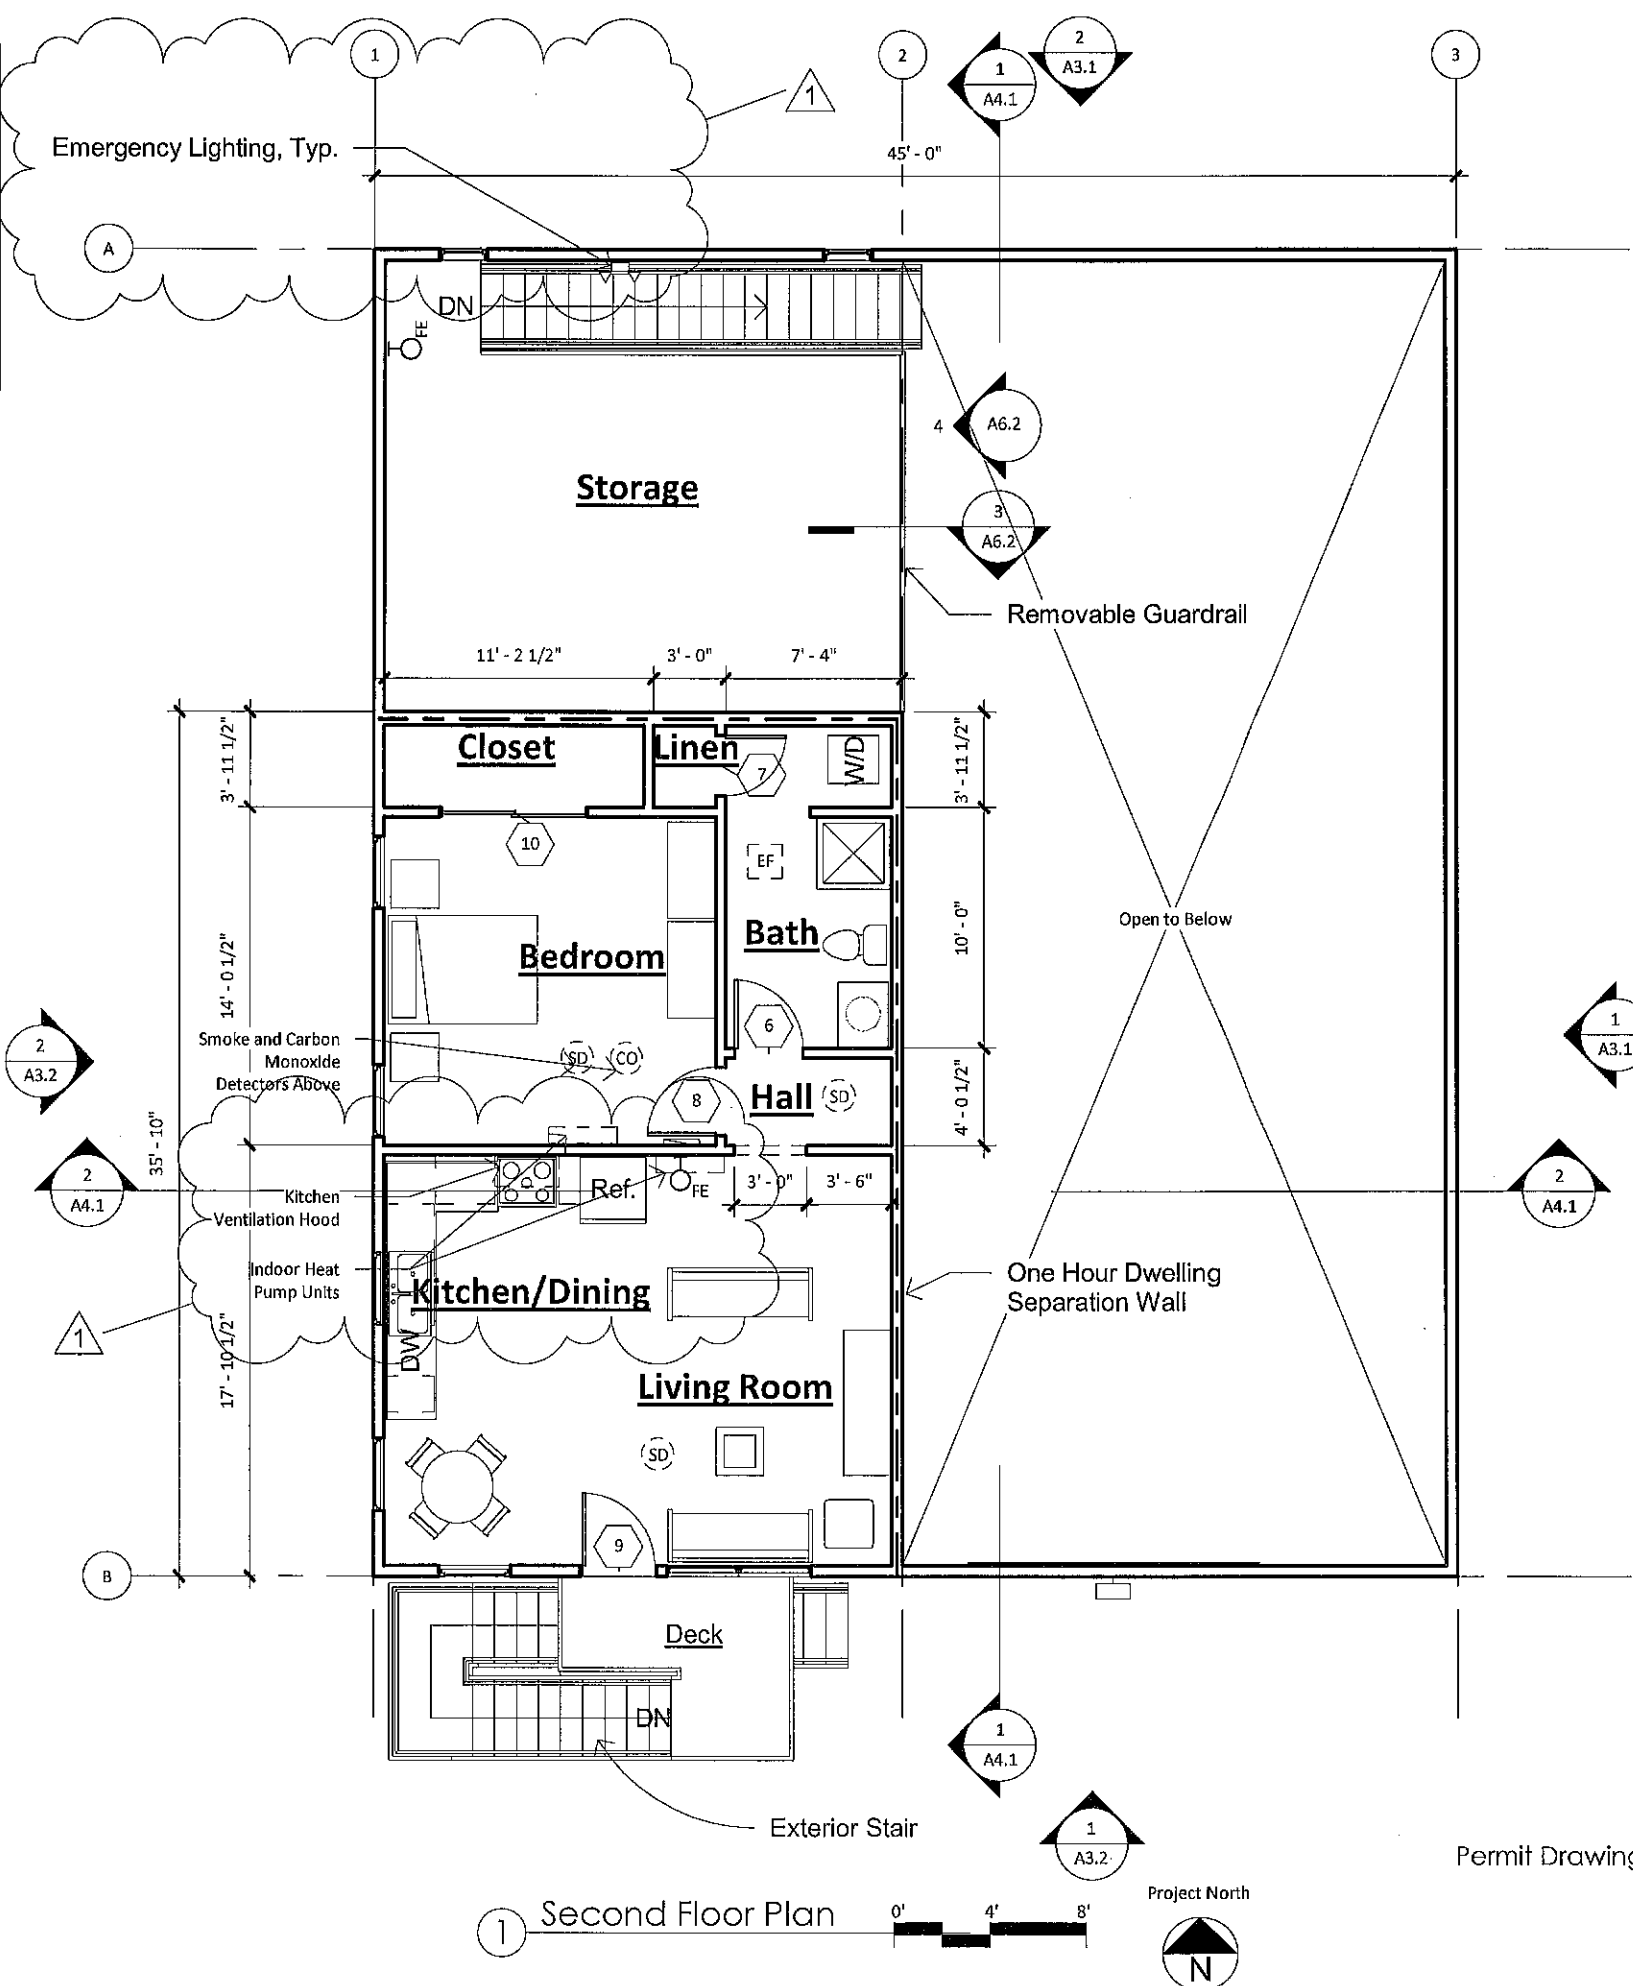 1
2
3
1
A4.1
2
A3.1
1
Emergency Lighting, Typ.
45' - 0"
A
DN
FE
4
A6.2
Storage
3
A6.2
Removable Guardrail
11' - 2 1/2"
3' - 0"
7' - 4"
3' - 11 1/2"
Closet
Linen
7
W/D
3' - 11 1/2"
10
EF
14' - 0 1/2"
Bedroom
Bath
10' - 0"
Open to Below
6
2
A3.2
Smoke and Carbon
Monoxide
Detectors Above
SD
CO
8
Hall
SD
4' - 0 1/2"
1
A3.1
35' - 10"
2
A4.1
Kitchen
Ventilation Hood
Ref.
FE
3' - 0"
3' - 6"
2
A4.1
Indoor Heat
Pump Units
Kitchen/Dining
One Hour Dwelling
Separation Wall
1
17' - 10 1/2"
DW
Living Room
SD
9
B
Deck
DN
1
A4.1
Exterior Stair
1
A3.2
Permit Drawing
Project North
1
Second Floor Plan
0'
4'
8'
N